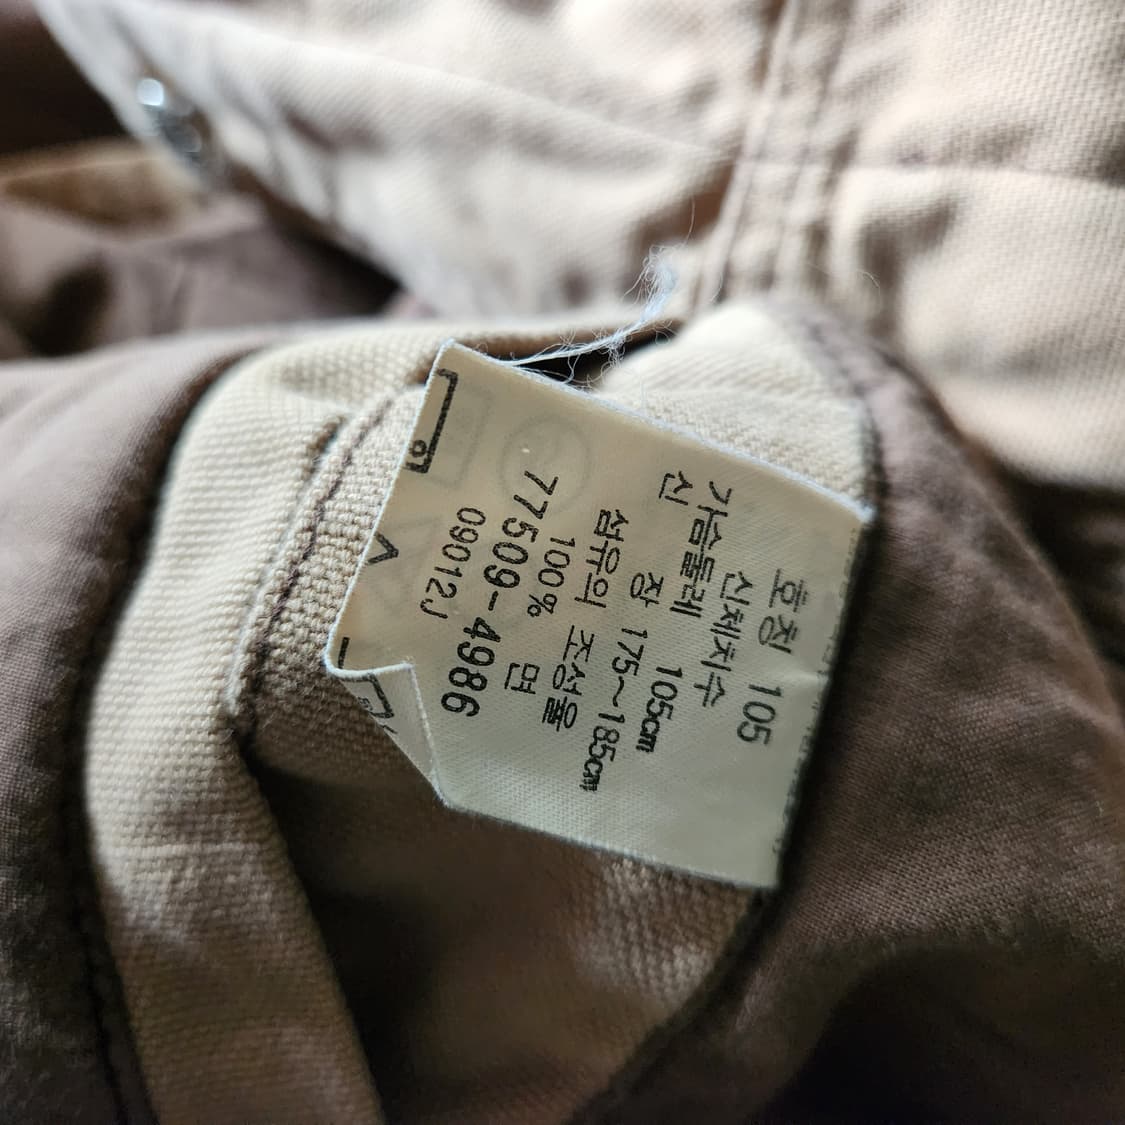 호칭 105
신체치수
가슴둘레 105cm
신 장 175~185cm
섬유의 조성율
면
100%
77509-4986
09012J